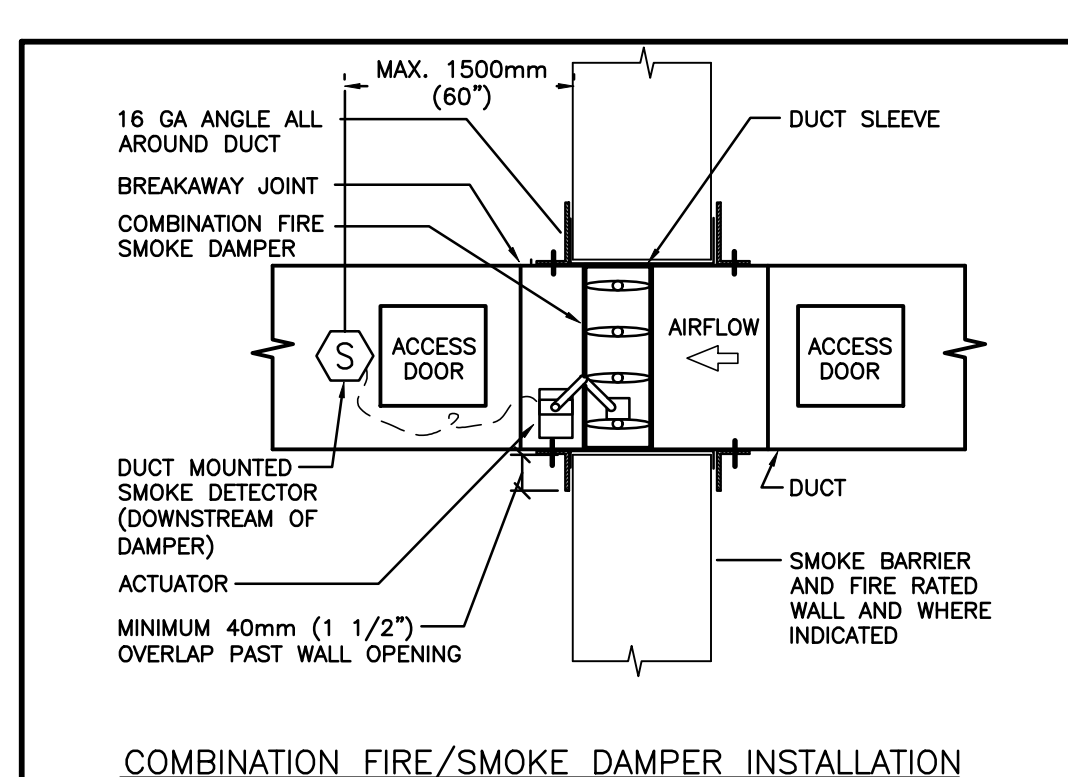 MAX. 1500mm
(60")
16 GA ANGLE ALL
AROUND DUCT
DUCT SLEEVE
BREAKAWAY JOINT
COMBINATION FIRE
SMOKE DAMPER
AIRFLOW
S
ACCESS
DOOR
ACCESS
DOOR
DUCT MOUNTED
SMOKE DETECTOR
(DOWNSTREAM OF
DAMPER)
DUCT
ACTUATOR
MINIMUM 40mm (1 1/2")
OVERLAP PAST WALL OPENING
SMOKE BARRIER
AND FIRE RATED
WALL AND WHERE
INDICATED
COMBINATION FIRE/SMOKE DAMPER INSTALLATION